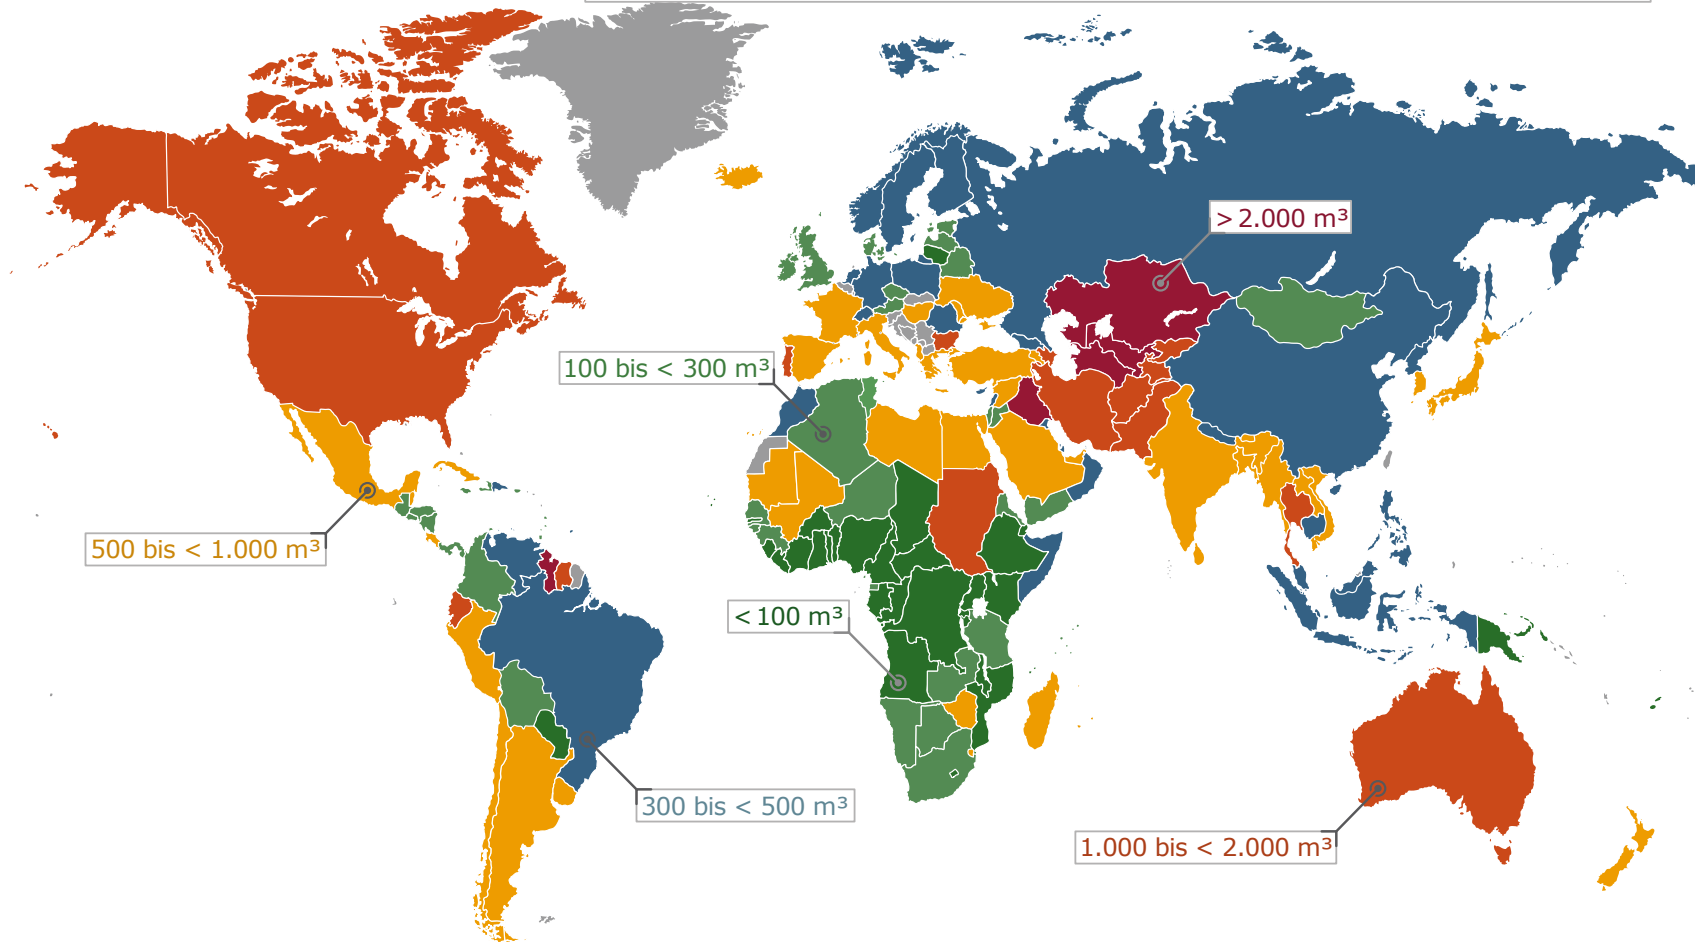 > 2.000 m³
100 bis < 300 m³
500 bis < 1.000 m³
< 100 m³
300 bis < 500 m³
1.000 bis < 2.000 m³